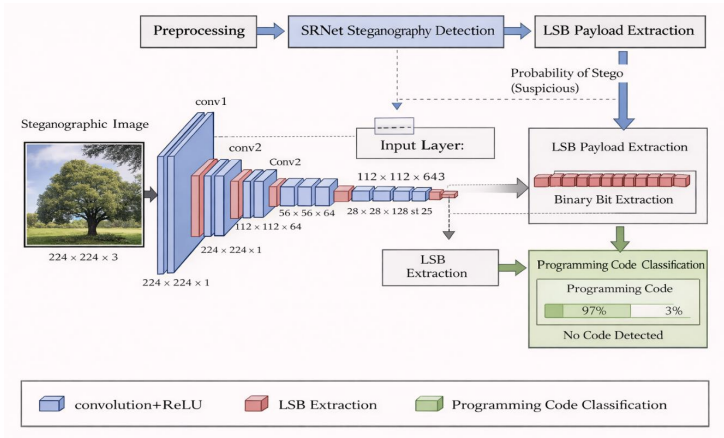 Preprocessing
SRNet Steganography Detection
LSB Payload Extraction
Probability of Stego
(Suspicious)
conv1
Steganographic Image
conv2
Conv2
Input Layer:
LSB Payload Extraction
112 × 112 × 643
Binary Bit Extraction
56 × 56 × 64
28 × 28 × 128 st 25
112 × 112 × 64
224 × 224 × 1
224 × 224 × 3
224 × 224 × 1
LSB
Extraction
Programming Code Classification
Programming Code
97%
3%
No Code Detected
convolution+ReLU
LSB Extraction
Programming Code Classification